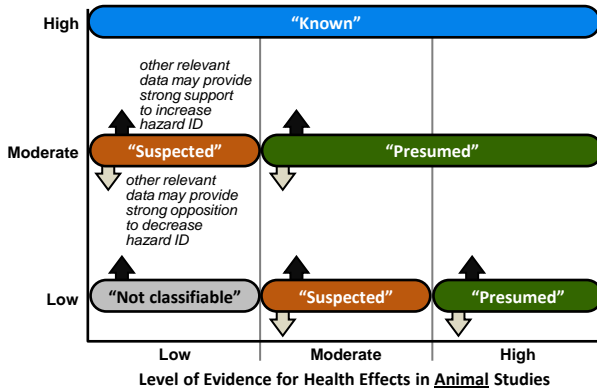 High
“Known”
other relevant
data may provide
strong support
to increase
hazard ID
Moderate
“Suspected”
“Presumed”
other relevant
data may provide
strong opposition
to decrease
hazard ID
Low
“Not classifiable”
“Suspected”
“Presumed”
Low
Moderate
High
Level of Evidence for Health Effects in Animal Studies